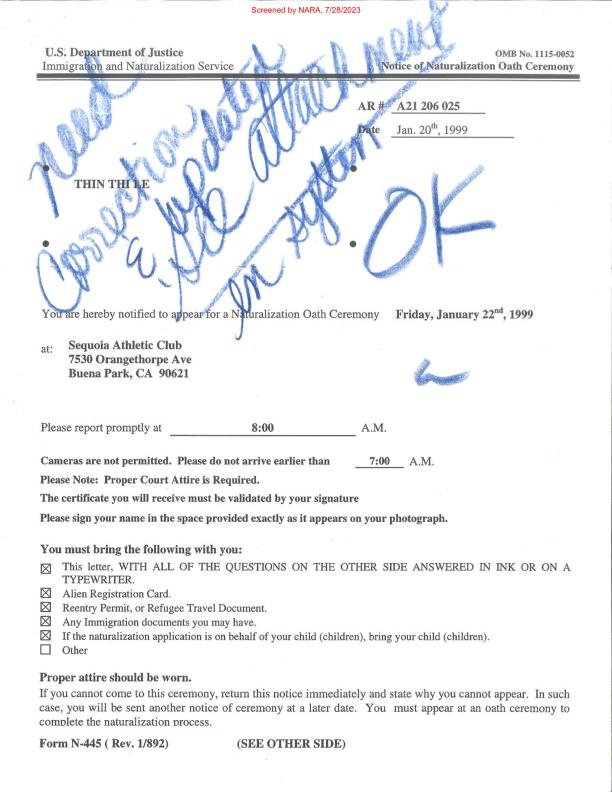 Screened by NARA, 7/28/2023
U.S. Department of Justice
Immigration and Naturalization Service
OMB No. 1115-0052
Notice of Naturalization Oath Ceremony
AR # A21 206 025
Date Jan. 20th, 1999
need
Correction
& updated
See attachment
in system
OK
THIN THI LE
You are hereby notified to appear for a Naturalization Oath Ceremony Friday, January 22nd, 1999
at: Sequoia Athletic Club
7530 Orangethorpe Ave
Buena Park, CA 90621
Please report promptly at 8:00 A.M.
Cameras are not permitted. Please do not arrive earlier than 7:00 A.M.
Please Note: Proper Court Attire is Required.
The certificate you will receive must be validated by your signature
Please sign your name in the space provided exactly as it appears on your photograph.
You must bring the following with you:
☒ This letter, WITH ALL OF THE QUESTIONS ON THE OTHER SIDE ANSWERED IN INK OR ON A
TYPEWRITER.
☒ Alien Registration Card.
☒ Reentry Permit, or Refugee Travel Document.
☒ Any Immigration documents you may have.
☒ If the naturalization application is on behalf of your child (children), bring your child (children).
☐ Other
Proper attire should be worn.
If you cannot come to this ceremony, return this notice immediately and state why you cannot appear. In such
case, you will be sent another notice of ceremony at a later date. You must appear at an oath ceremony to
complete the naturalization process.
Form N-445 ( Rev. 1/892) (SEE OTHER SIDE)